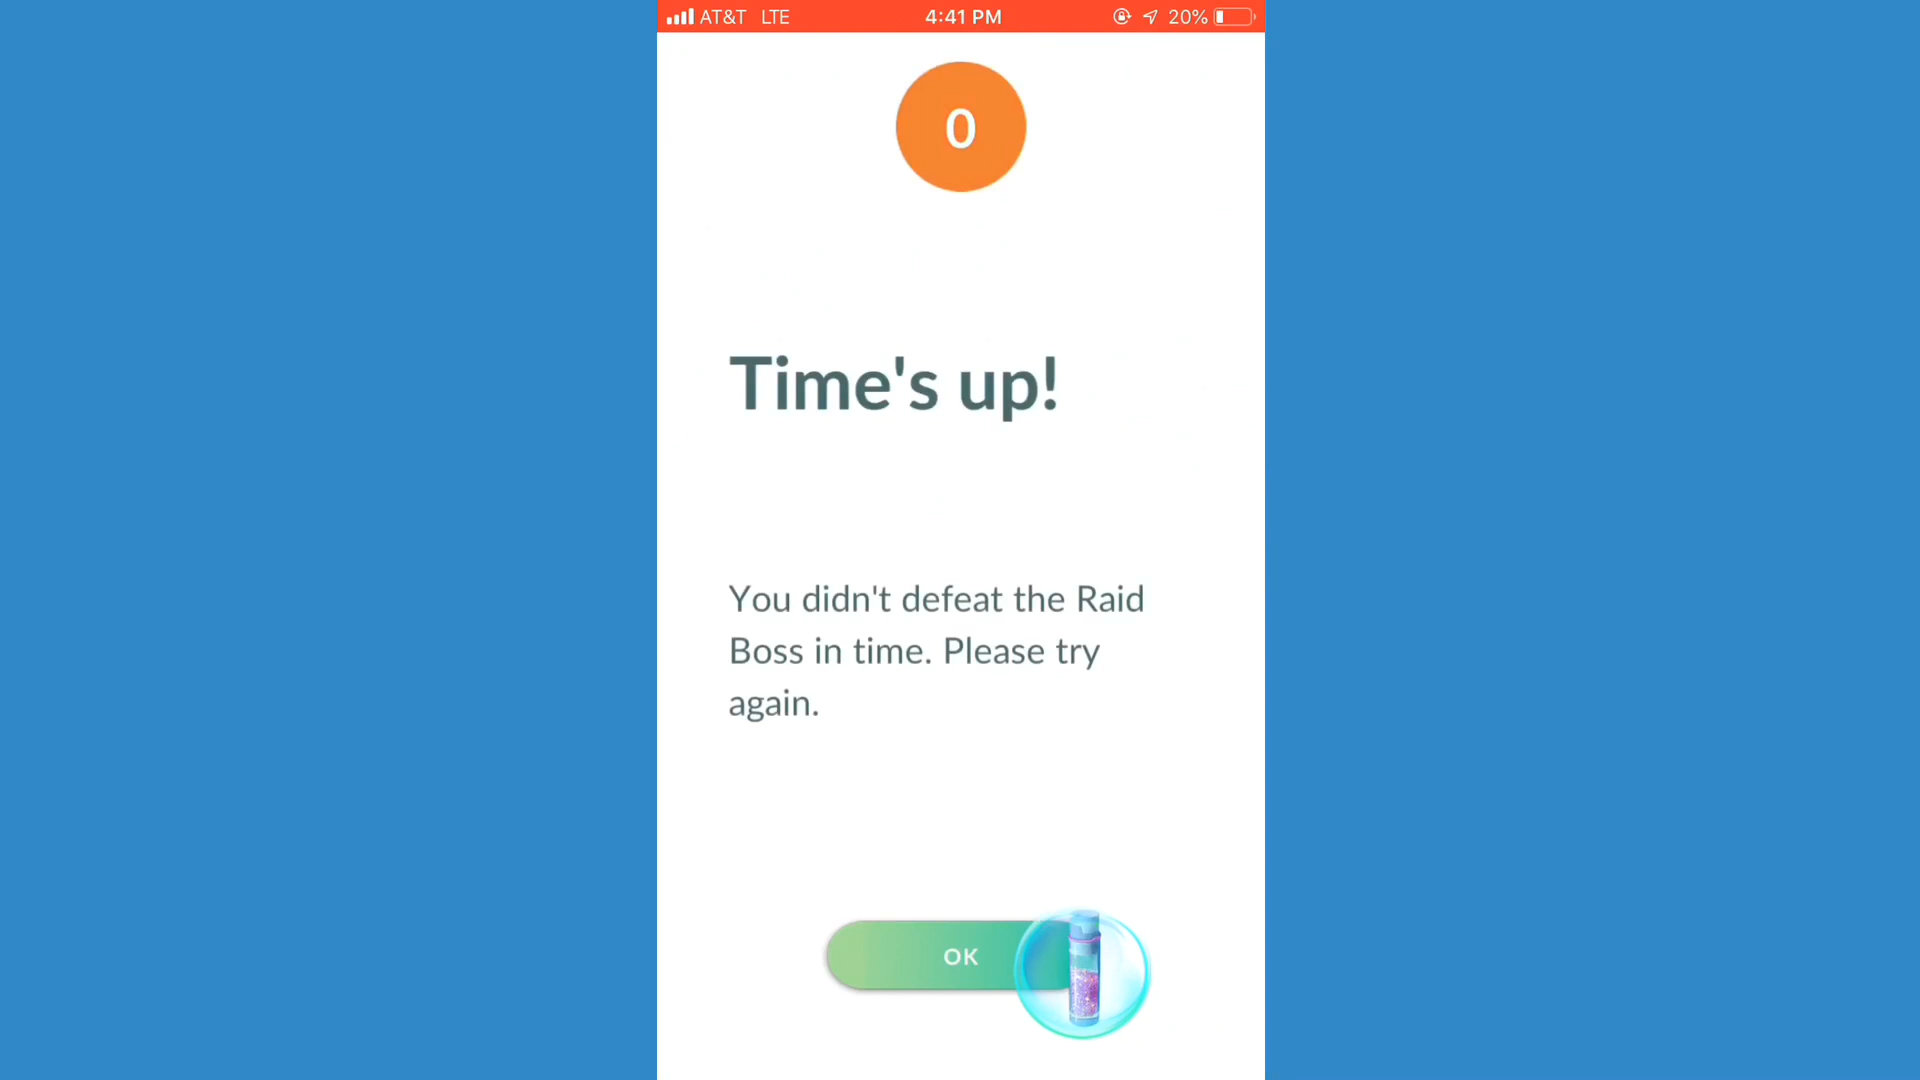 AT&T LTE 4:41 PM 20%
0
Time's up!
You didn't defeat the Raid
Boss in time. Please try
again.
OK